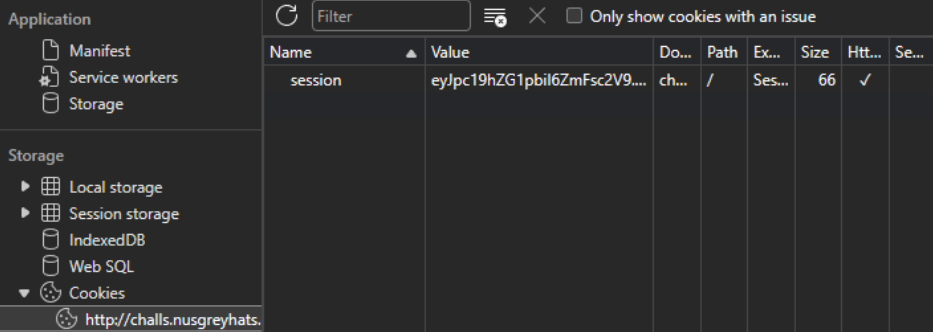 Application
Manifest
Service workers
Storage
Storage
Local storage
Session storage
IndexedDB
Web SQL
Cookies
http://challs.nusgreyhats.
Filter
Only show cookies with an issue
Name Value Do... Path Ex... Size Htt... Se...
session eyJpc19hZG1pbiI6ZmFsc2V9.... ch... / Ses... 66 ✓